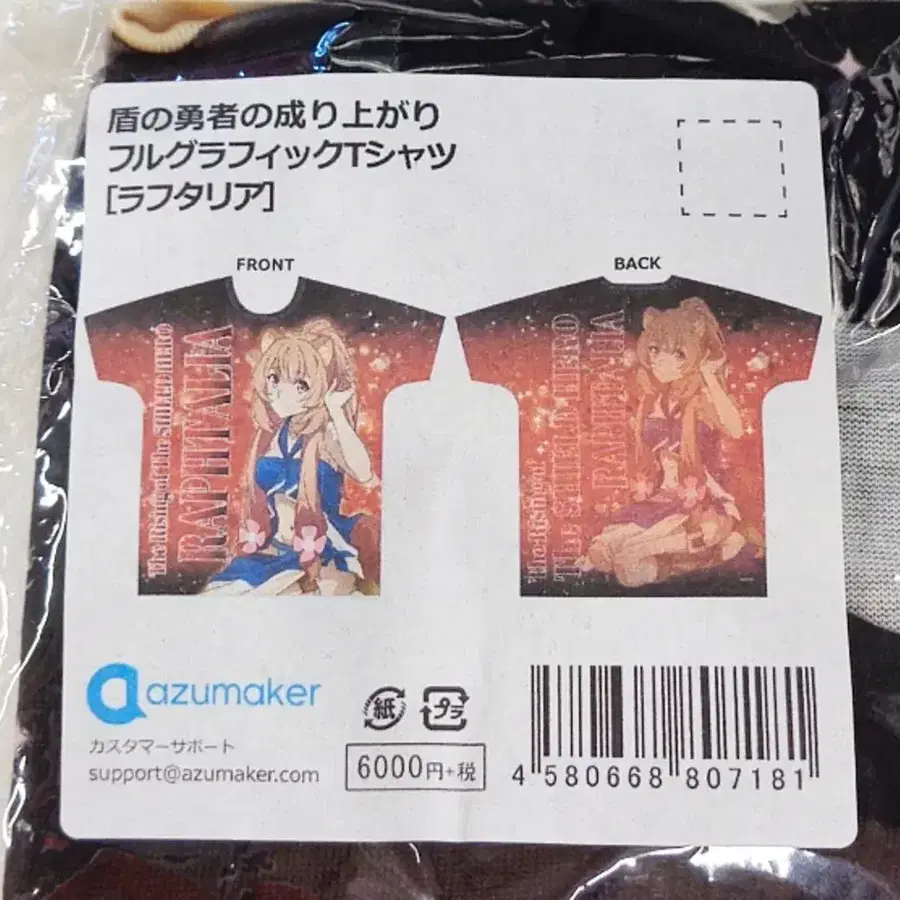 盾の勇者の成り上がり
フルグラフィックTシャツ
[ラフタリア]
FRONT
BACK
The Rising of The SHIELD HERO
RAPHTALIA
The Rising of
The SHIELD HERO
RAPHTALIA
azumaker
カスタマーサポート
support@azumaker.com
紙
プラ
6000円+税
4 580668 807181